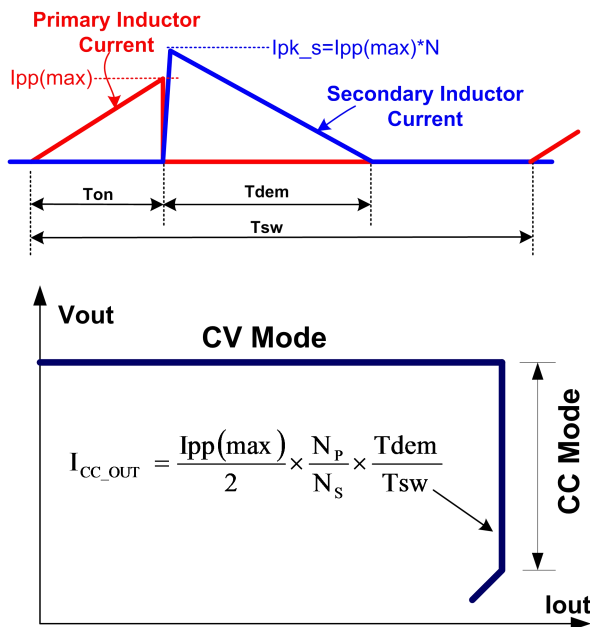 Primary Inductor
Current
Ipk_s=Ipp(max)*N
Ipp(max)
Secondary Inductor
Current
Ton
Tdem
Tsw
Vout
CV Mode
I_CC_OUT = Ipp(max)/2 × N_P/N_S × Tdem/Tsw
CC Mode
Iout